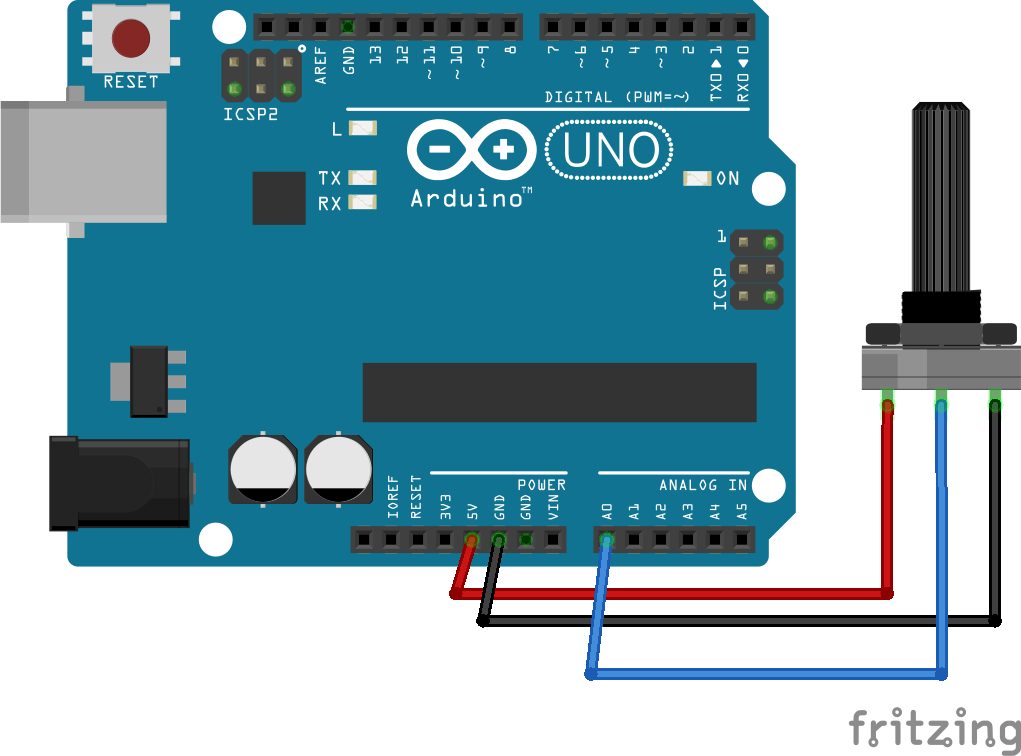 RESET
ICSP2
AREF
GND
13
12
~11
~10
~9
8
7
~6
~5
4
~3
2
TX0▶1
RX0◀0
DIGITAL (PWM=~)
L
TX
RX
Arduino™
UNO
ON
1
ICSP
POWER
ANALOG IN
IOREF
RESET
3V3
5V
GND
GND
VIN
A0
A1
A2
A3
A4
A5
fritzing